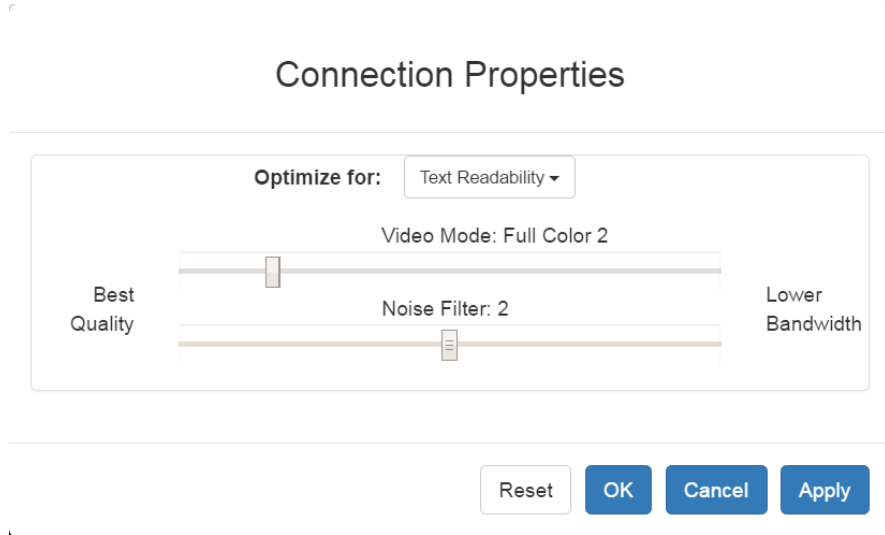 Connection Properties
Optimize for: Text Readability
Video Mode: Full Color 2
Best
Quality
Noise Filter: 2
Lower
Bandwidth
Reset OK Cancel Apply